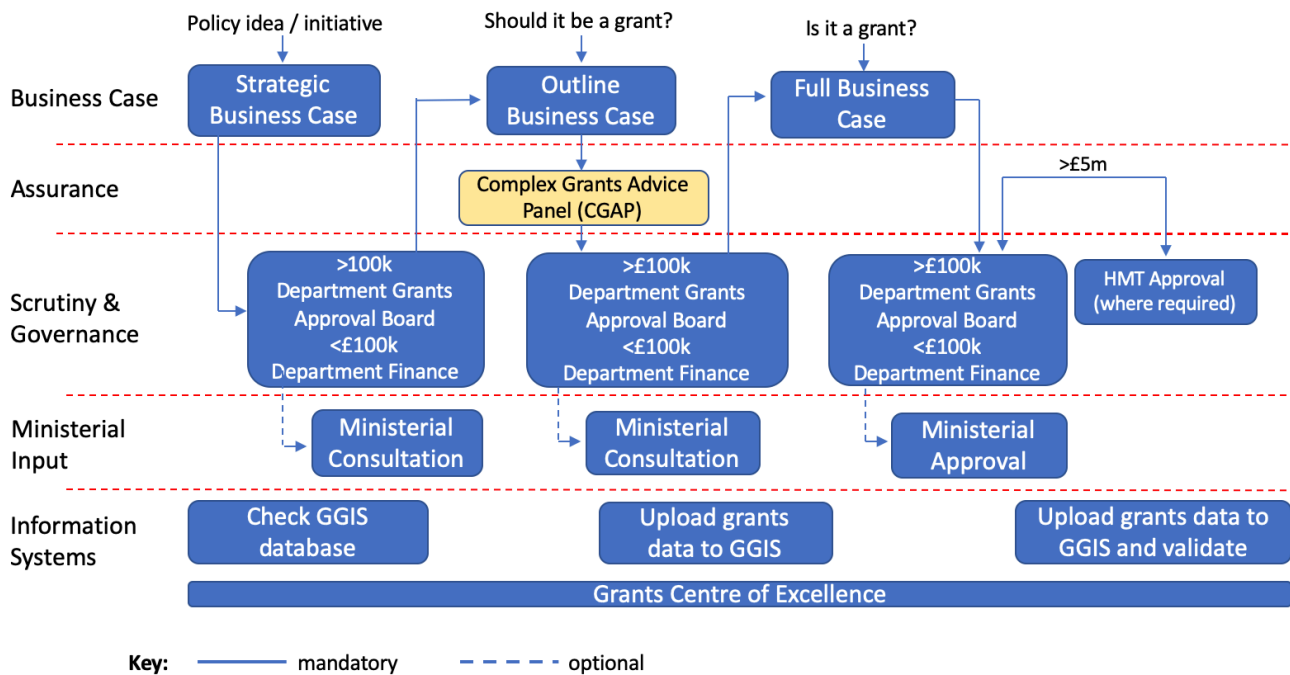 Policy idea / initiative
Should it be a grant?
Is it a grant?
Business Case
Strategic
Business Case
Outline
Business Case
Full Business
Case
Assurance
Complex Grants Advice
Panel (CGAP)
>£5m
Scrutiny &
Governance
>100k
Department Grants
Approval Board
<£100k
Department Finance
>£100k
Department Grants
Approval Board
<£100k
Department Finance
>£100k
Department Grants
Approval Board
<£100k
Department Finance
HMT Approval
(where required)
Ministerial
Input
Ministerial
Consultation
Ministerial
Consultation
Ministerial
Approval
Information
Systems
Check GGIS
database
Upload grants
data to GGIS
Upload grants data to
GGIS and validate
Grants Centre of Excellence
Key: mandatory optional